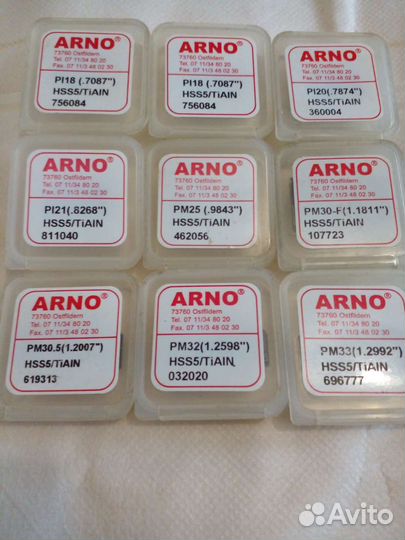 ARNO®
73760 Ostfildern
Tel. 07 11/34 80 20
Fax. 07 11/3 48 02 30
PI18 (.7087")
HSS5/TiAIN
756084
ARNO®
73760 Ostfildern
Tel. 07 11/34 80 20
Fax. 07 11/3 48 02 30
PI18 (.7087")
HSS5/TiAIN
756084
ARNO®
73760 Ostfildern
Tel. 07 11/34 80 20
Fax. 07 11/3 48 02 30
PI20(.7874")
HSS5/TiAIN
360004
ARNO®
73760 Ostfildern
Tel. 07 11/34 80 20
Fax. 07 11/3 48 02 30
PI21(.8268")
HSS5/TiAIN
811040
ARNO®
73760 Ostfildern
Tel. 07 11/34 80 20
Fax. 07 11/3 48 02 30
PM25 (.9843")
HSS5/TiAIN
462056
ARNO®
73760 Ostfildern
Tel. 07 11/34 80 20
Fax. 07 11/3 48 02 30
PM30-F(1.1811")
HSS5/TiAIN
107723
ARNO®
73760 Ostfildern
Tel. 07 11/34 80 20
Fax. 07 11/3 48 02 30
PM30.5(1.2007")
HSS5/TiAIN
619313
ARNO®
73760 Ostfildern
Tel. 07 11/34 80 20
Fax. 07 11/3 48 02 30
PM32(1.2598")
HSS5/TiAIN
032020
ARNO®
73760 Ostfildern
Tel. 07 11/34 80 20
Fax. 07 11/3 48 02 30
PM33(1.2992")
HSS5/TiAIN
696777
Avito